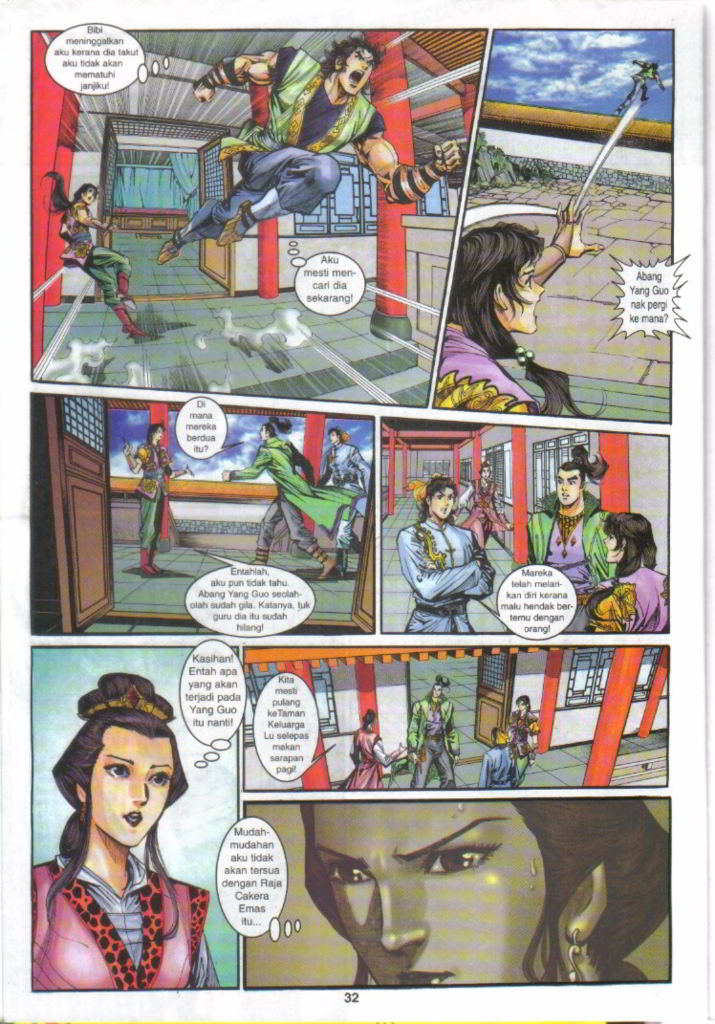 Bibi
meninggalkan
aku kerana dia takut
aku tidak akan
mematuhi
janjiku!
Aku
mesti men-
cari dia
sekarang!
Abang
Yang Guo
nak pergi
ke mana?
Di
mana
mereka
berdua
itu?
Entahlah,
aku pun tidak tahu.
Abang Yang Guo seolah-
olah sudah gila. Katanya, tuk
guru dia itu sudah
hilang!
Mareka
telah melari-
kan diri kerana
malu hendak ber-
temu dengan
orang!
Kasihan!
Entah apa
yang akan
terjadi pada
Yang Guo
itu nanti!
Kita
mesti
pulang
keTaman
Keluarga
Lu selepas
makan
sarapan
pagi!
Mudah-
mudahan
aku tidak
akan tersua
dengan Raja
Cakera
Emas
itu...
32